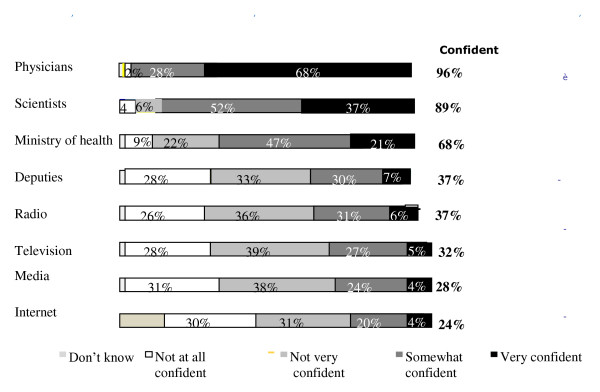 Confident
Physicians 2% 28% 68% 96%
è
Scientists 4 6% 52% 37% 89%
Ministry of health 9% 22% 47% 21% 68%
Deputies 28% 33% 30% 7% 37%
Radio 26% 36% 31% 6% 37%
Television 28% 39% 27% 5% 32%
Media 31% 38% 24% 4% 28%
Internet 30% 31% 20% 4% 24%
Don't know Not at all confident Not very confident Somewhat confident Very confident